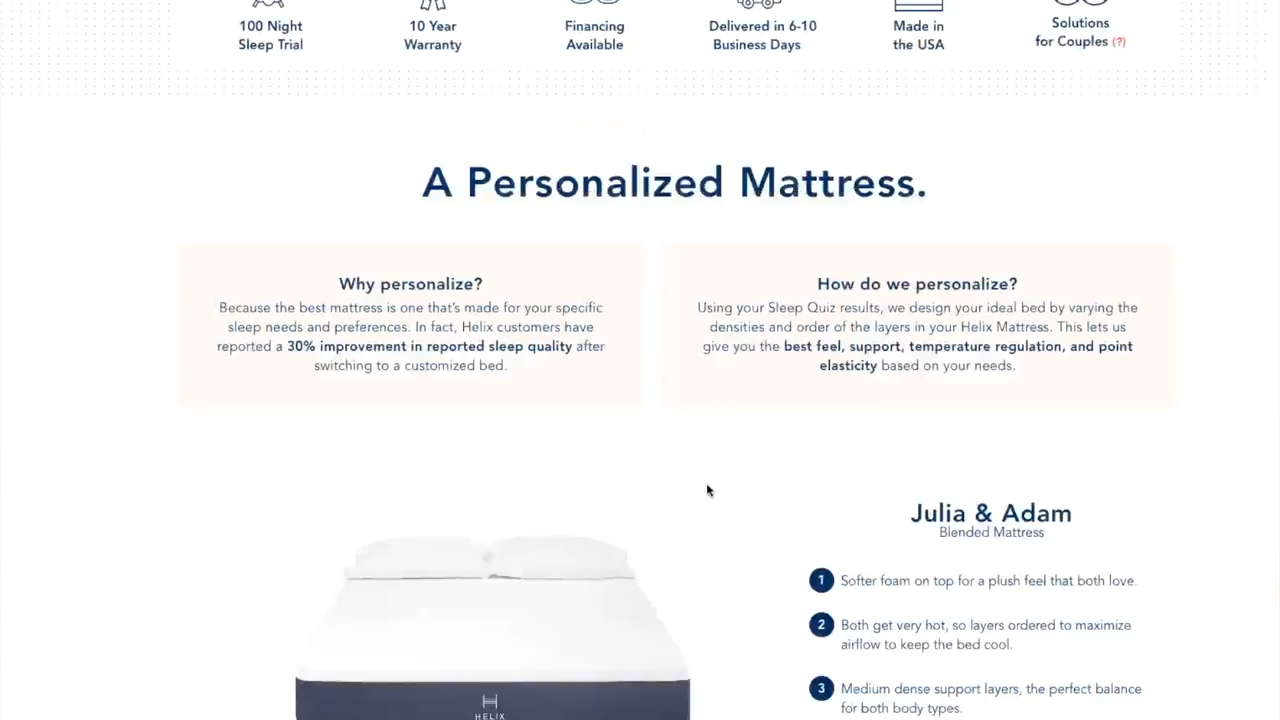 100 Night
Sleep Trial
10 Year
Warranty
Financing
Available
Delivered in 6-10
Business Days
Made in
the USA
Solutions
for Couples (?)
A Personalized Mattress.
Why personalize?
Because the best mattress is one that's made for your specific
sleep needs and preferences. In fact, Helix customers have
reported a 30% improvement in reported sleep quality after
switching to a customized bed.
How do we personalize?
Using your Sleep Quiz results, we design your ideal bed by varying the
densities and order of the layers in your Helix Mattress. This lets us
give you the best feel, support, temperature regulation, and point
elasticity based on your needs.
Julia & Adam
Blended Mattress
1 Softer foam on top for a plush feel that both love.
2 Both get very hot, so layers ordered to maximize
airflow to keep the bed cool.
3 Medium dense support layers, the perfect balance
for both body types.
HELIX